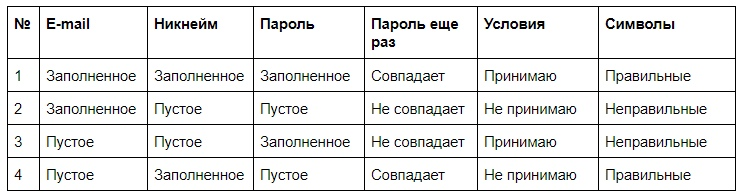 № E-mail Никнейм Пароль Пароль еще раз Условия Символы
1 Заполненное Заполненное Заполненное Совпадает Принимаю Правильные
2 Заполненное Пустое Пустое Не совпадает Не принимаю Неправильные
3 Пустое Пустое Заполненное Не совпадает Принимаю Неправильные
4 Пустое Заполненное Пустое Совпадает Не принимаю Правильные